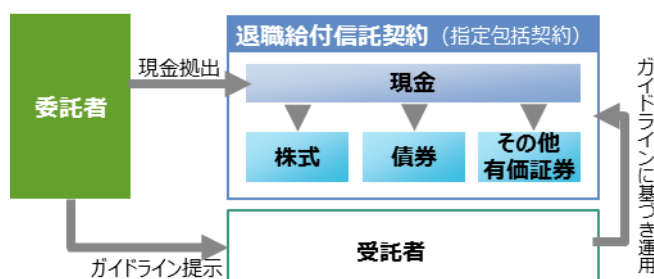 退職給付信託契約（指定包括契約）
現金拠出
現金
委託者
株式
債券
その他
有価証券
ガイドラインに基づき運用
受託者
ガイドライン提示